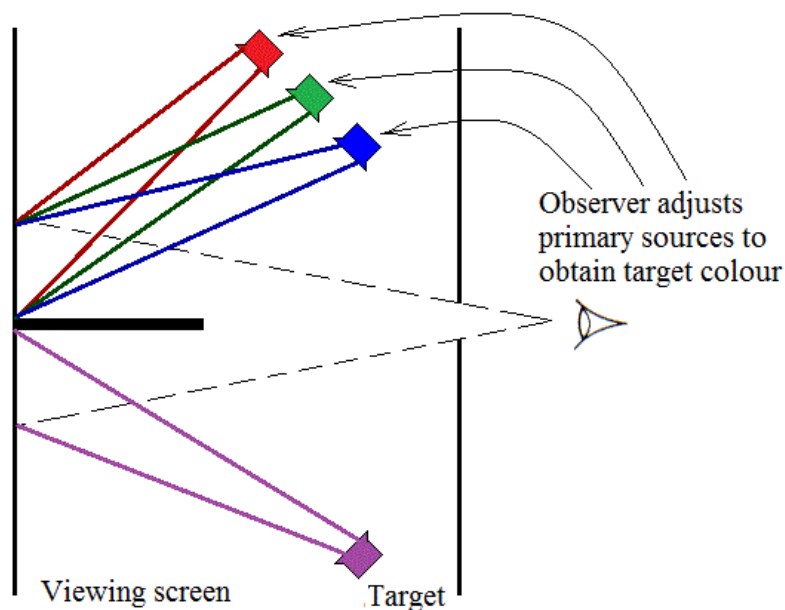 Observer adjusts
primary sources to
obtain target colour
Viewing screen
Target